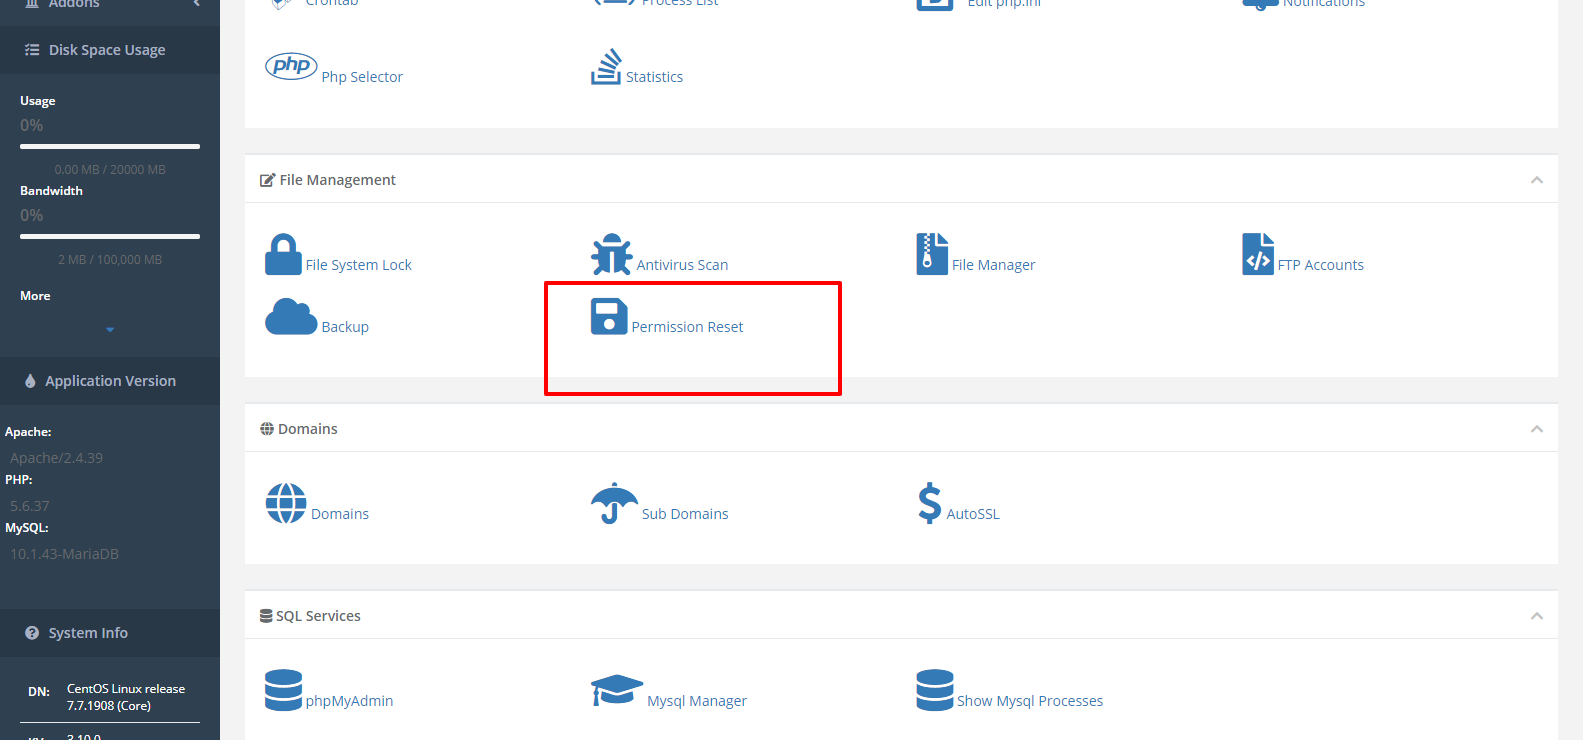 Addons
Disk Space Usage
Usage
0%
0.00 MB / 20000 MB
Bandwidth
0%
2 MB / 100,000 MB
More
Application Version
Apache:
Apache/2.4.39
PHP:
5.6.37
MySQL:
10.1.43-MariaDB
System Info
DN: CentOS Linux release
7.7.1908 (Core)
KV: 3.10.0
Crontab
Process List
Edit php.ini
Notifications
php Php Selector
Statistics
File Management
File System Lock
Antivirus Scan
File Manager
FTP Accounts
Backup
Permission Reset
Domains
Domains
Sub Domains
AutoSSL
SQL Services
phpMyAdmin
Mysql Manager
Show Mysql Processes